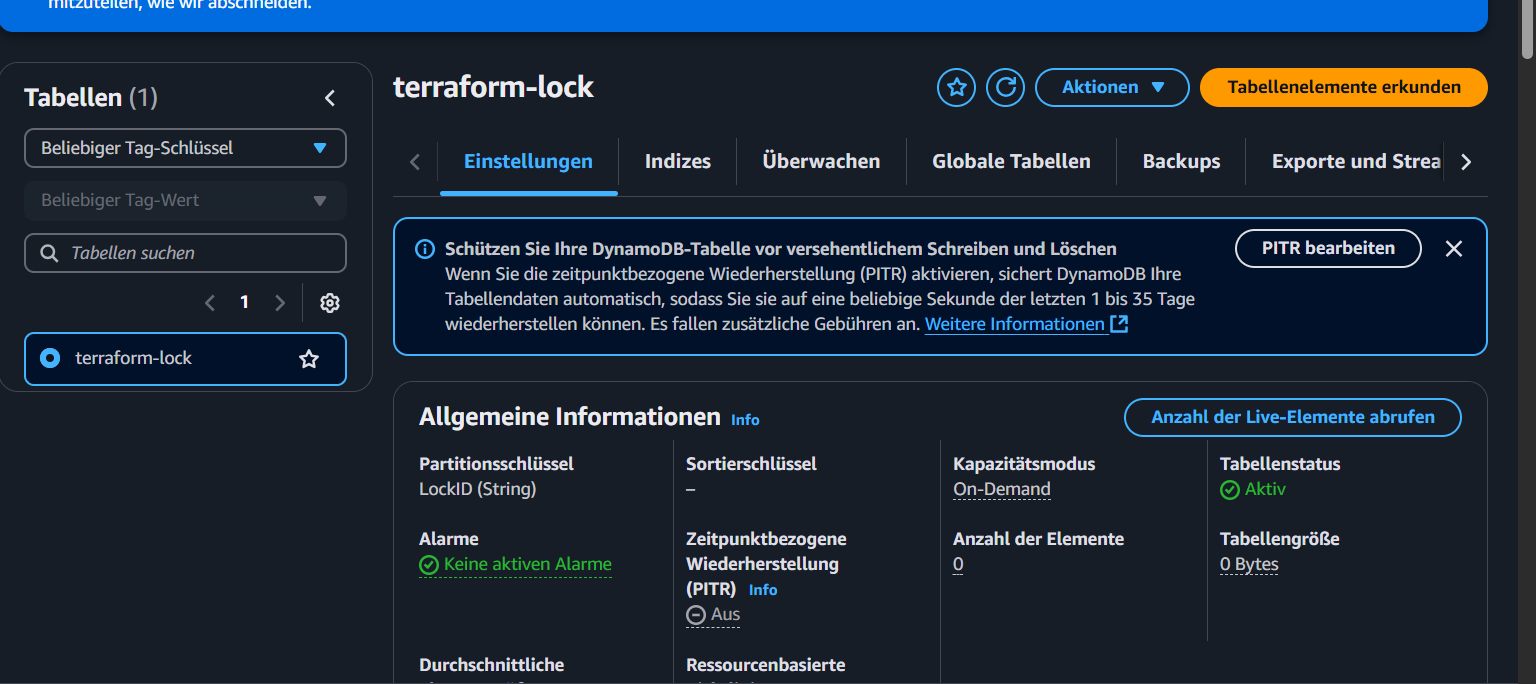 mitzuteilen, wie wir abschneiden.
Tabellen (1)
Beliebiger Tag-Schlüssel
Beliebiger Tag-Wert
Tabellen suchen
1
terraform-lock
terraform-lock
Aktionen
Tabellenelemente erkunden
Einstellungen
Indizes
Überwachen
Globale Tabellen
Backups
Exporte und Strea
Schützen Sie Ihre DynamoDB-Tabelle vor versehentlichem Schreiben und Löschen
Wenn Sie die zeitpunktbezogene Wiederherstellung (PITR) aktivieren, sichert DynamoDB Ihre
Tabellendaten automatisch, sodass Sie sie auf eine beliebige Sekunde der letzten 1 bis 35 Tage
wiederherstellen können. Es fallen zusätzliche Gebühren an. Weitere Informationen
PITR bearbeiten
Allgemeine Informationen Info
Anzahl der Live-Elemente abrufen
Partitionsschlüssel
LockID (String)
Sortierschlüssel
–
Kapazitätsmodus
On-Demand
Tabellenstatus
Aktiv
Alarme
Keine aktiven Alarme
Zeitpunktbezogene
Wiederherstellung
(PITR) Info
Aus
Anzahl der Elemente
0
Tabellengröße
0 Bytes
Durchschnittliche
Ressourcenbasierte